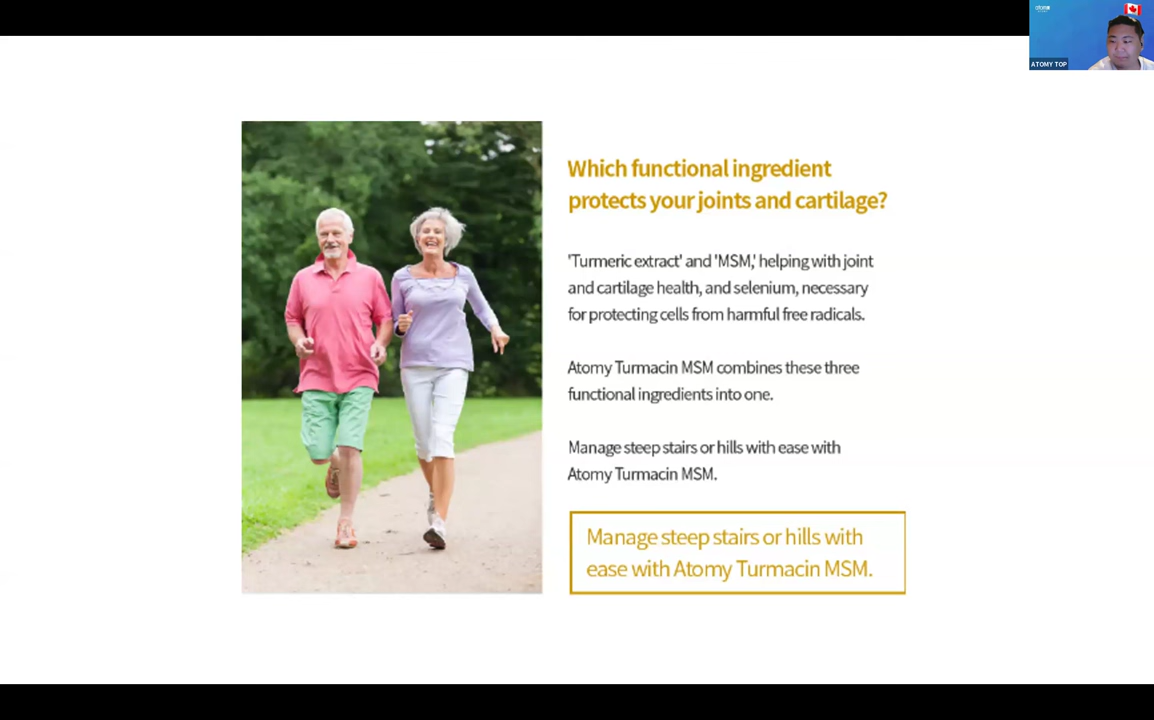 ATOMY TOP
Which functional ingredient
protects your joints and cartilage?
'Turmeric extract' and 'MSM,' helping with joint
and cartilage health, and selenium, necessary
for protecting cells from harmful free radicals.
Atomy Turmacin MSM combines these three
functional ingredients into one.
Manage steep stairs or hills with ease with
Atomy Turmacin MSM.
Manage steep stairs or hills with
ease with Atomy Turmacin MSM.